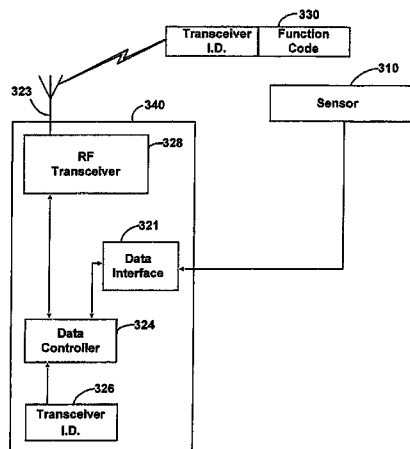 330
Transceiver I.D.
Function Code
310
Sensor
323
340
RF Transceiver
328
321
Data Interface
Data Controller
324
326
Transceiver I.D.